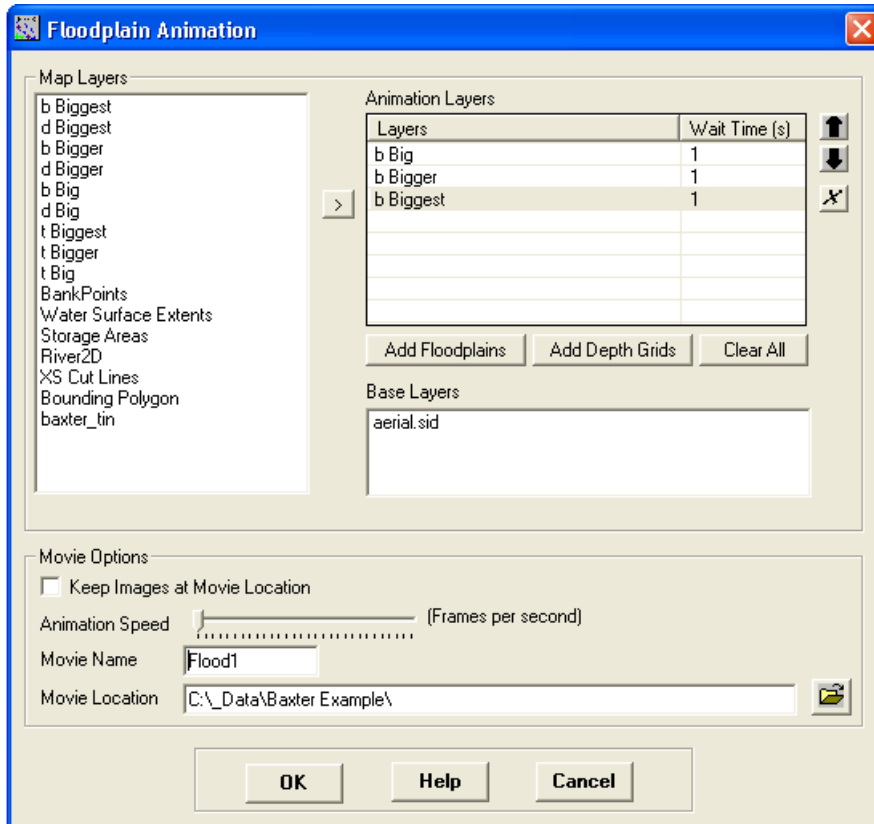 Floodplain Animation
Map Layers
b Biggest
d Biggest
b Bigger
d Bigger
b Big
d Big
t Biggest
t Bigger
t Big
BankPoints
Water Surface Extents
Storage Areas
River2D
XS Cut Lines
Bounding Polygon
baxter_tin
>
Animation Layers
Layers Wait Time (s)
b Big 1
b Bigger 1
b Biggest 1
X
Add Floodplains Add Depth Grids Clear All
Base Layers
aerial.sid
Movie Options
Keep Images at Movie Location
Animation Speed (Frames per second)
Movie Name Flood1
Movie Location C:\_Data\Baxter Example\
OK Help Cancel